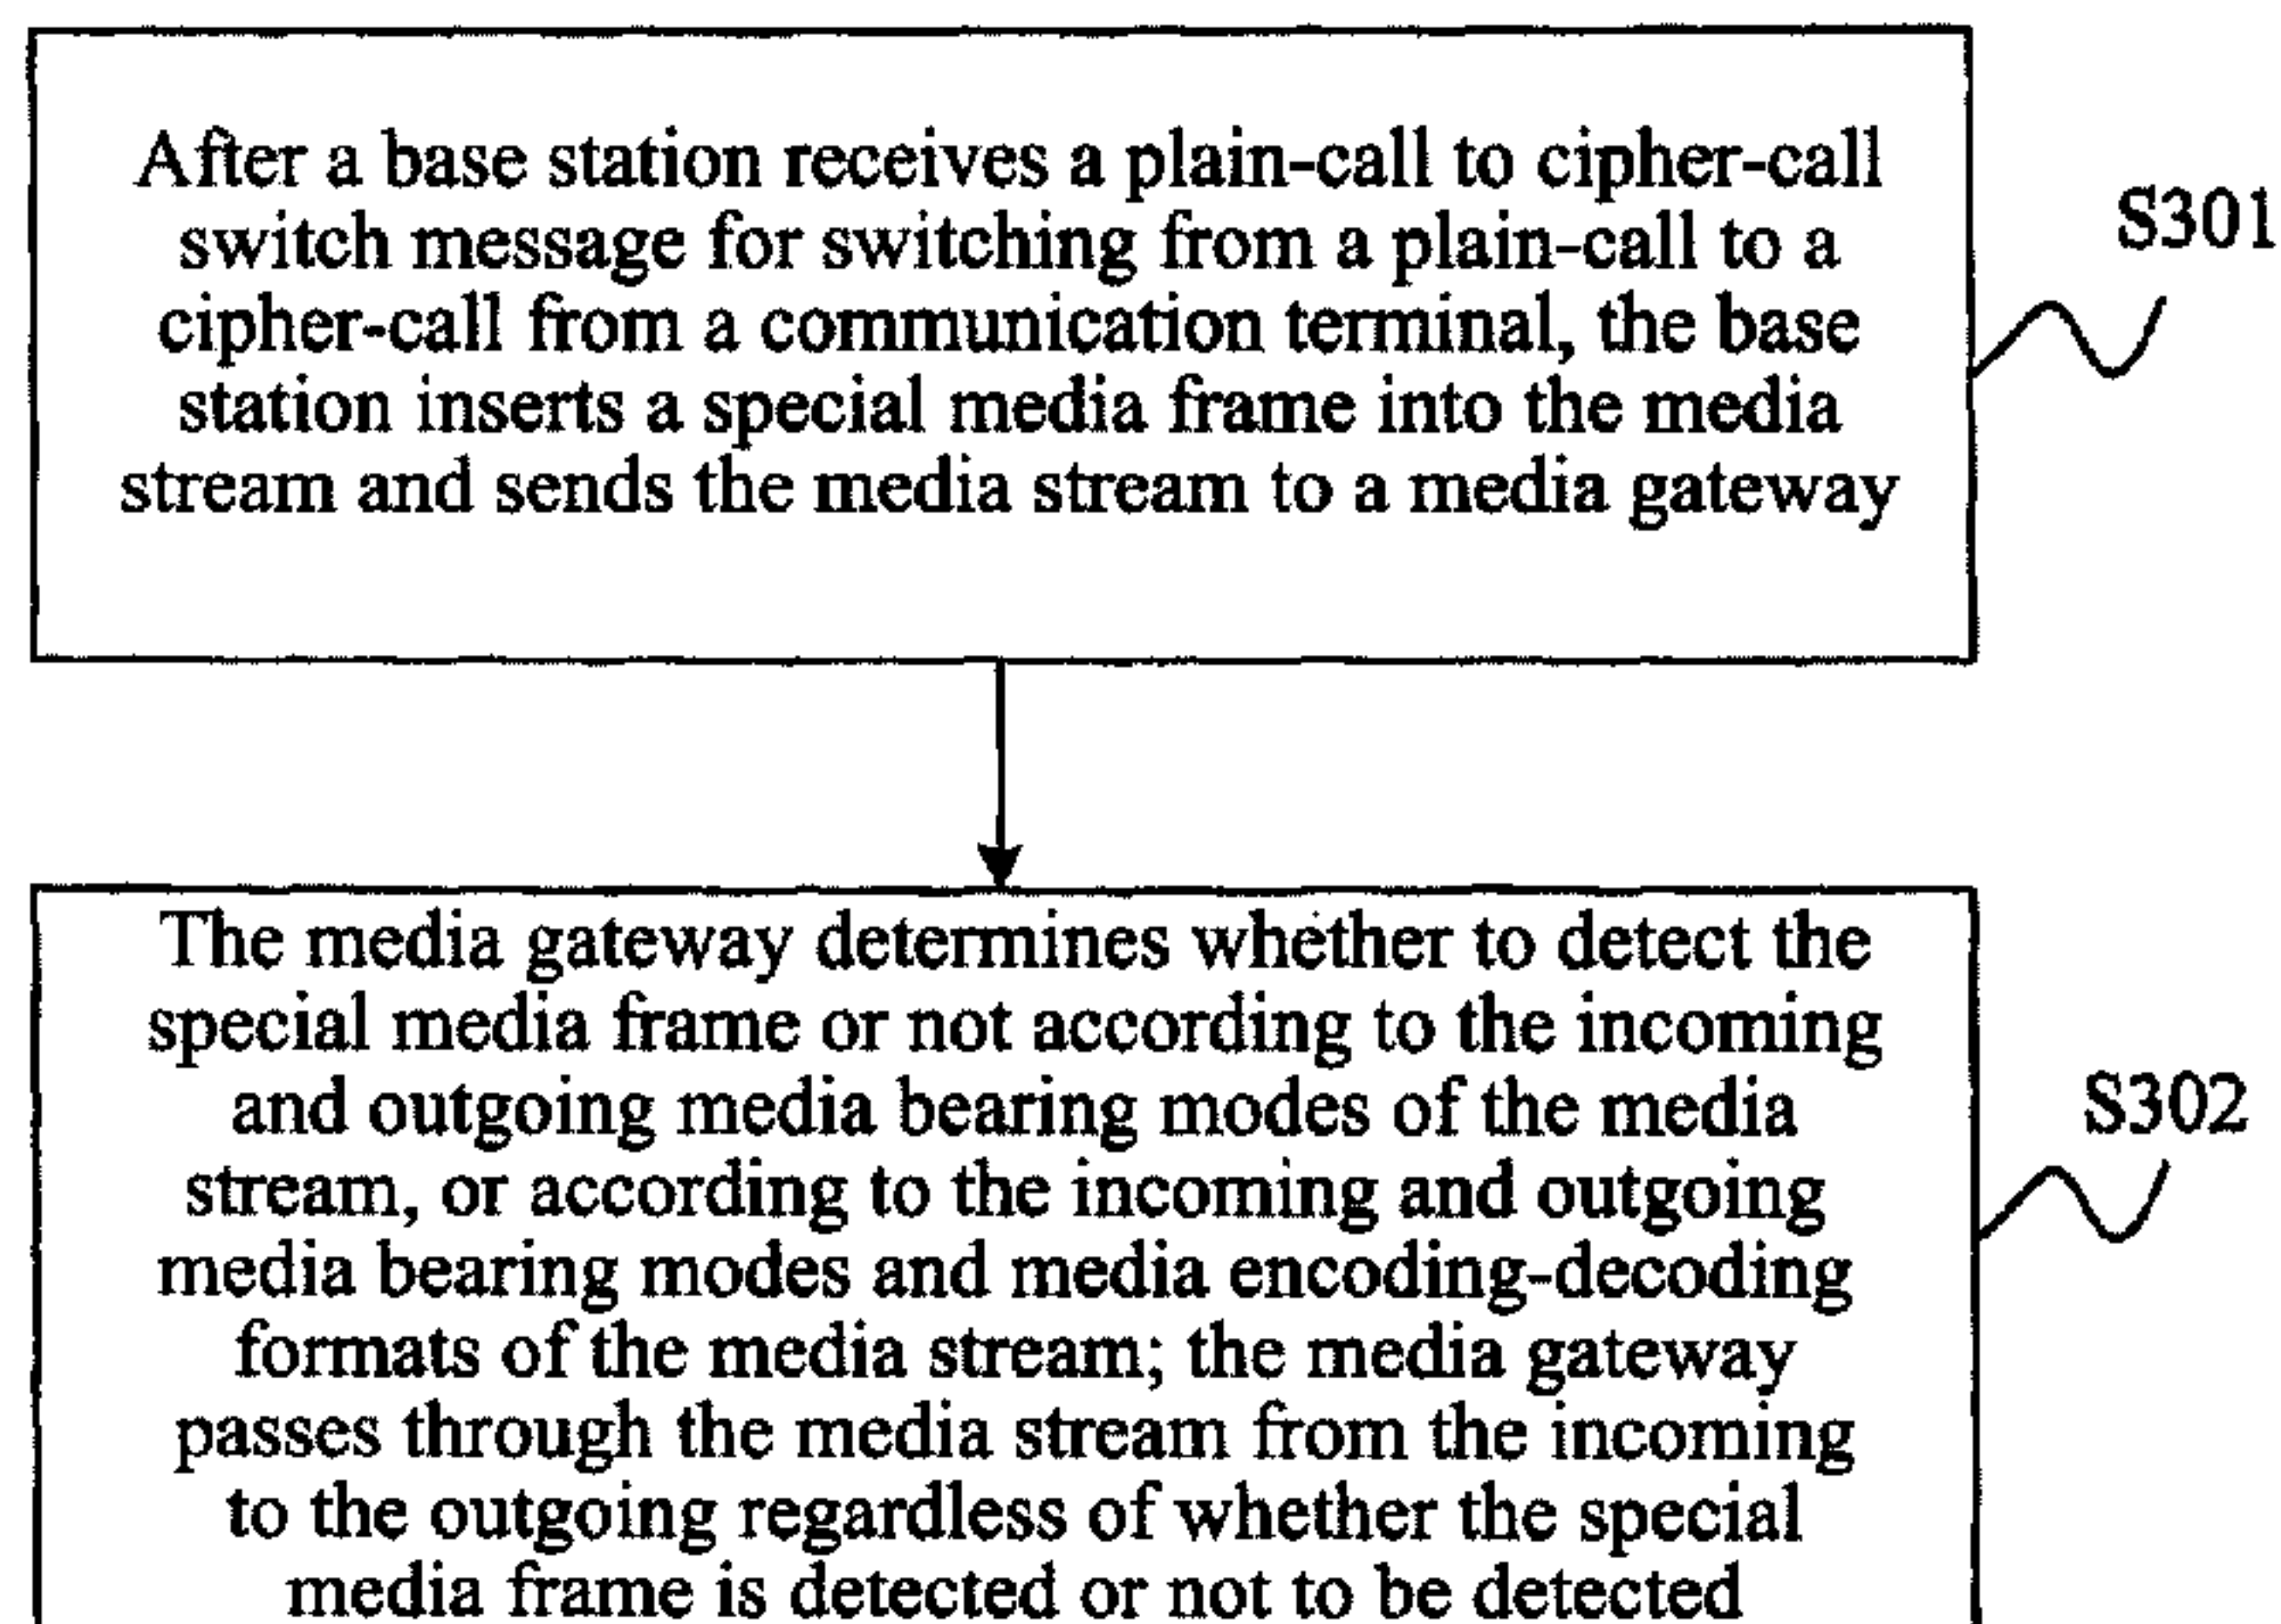 After a base station receives a plain-call to cipher-call
switch message for switching from a plain-call to a
cipher-call from a communication terminal, the base
station inserts a special media frame into the media
stream and sends the media stream to a media gateway
S301
The media gateway determines whether to detect the
special media frame or not according to the incoming
and outgoing media bearing modes of the media
stream, or according to the incoming and outgoing
media bearing modes and media encoding-decoding
formats of the media stream; the media gateway
passes through the media stream from the incoming
to the outgoing regardless of whether the special
media frame is detected or not to be detected
S302